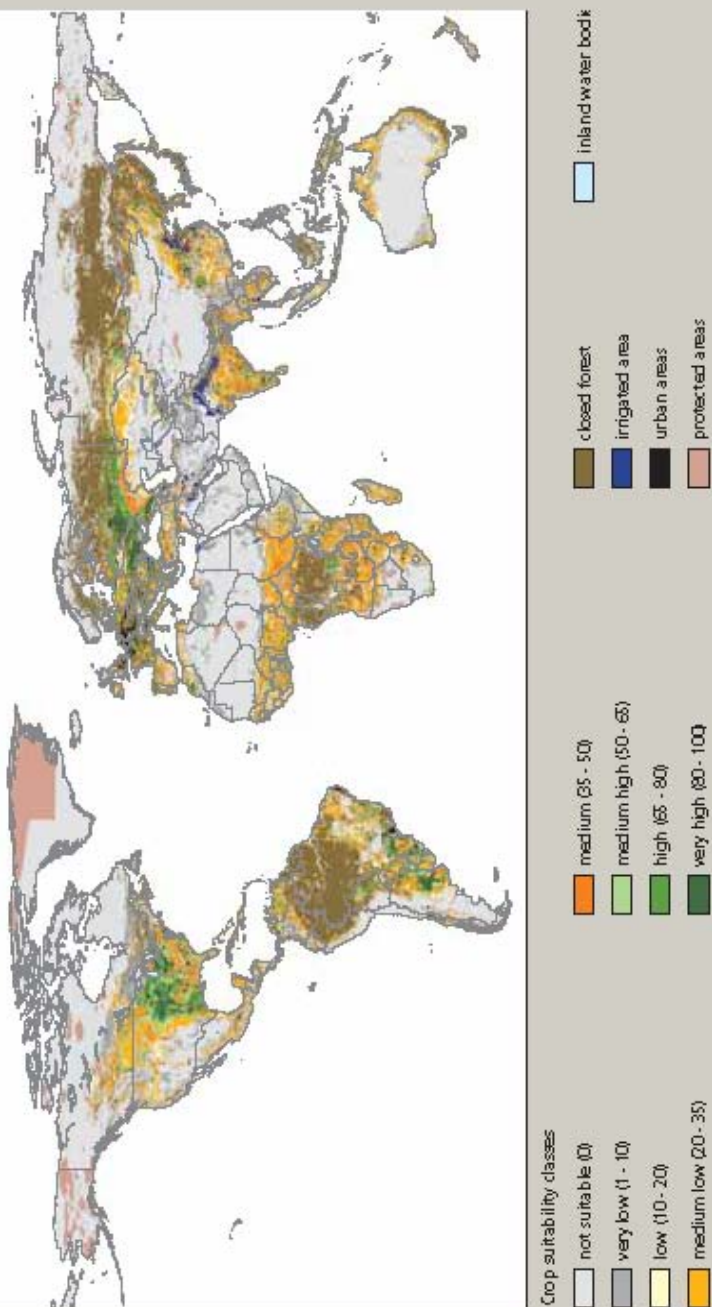 Crop suitability classes
not suitable (0)
very low (1 - 10)
low (10 - 20)
medium low (20 - 35)
medium (35 - 50)
medium high (50 - 65)
high (65 - 80)
very high (80 - 100)
closed forest
irrigated area
urban areas
protected areas
inland water bodi